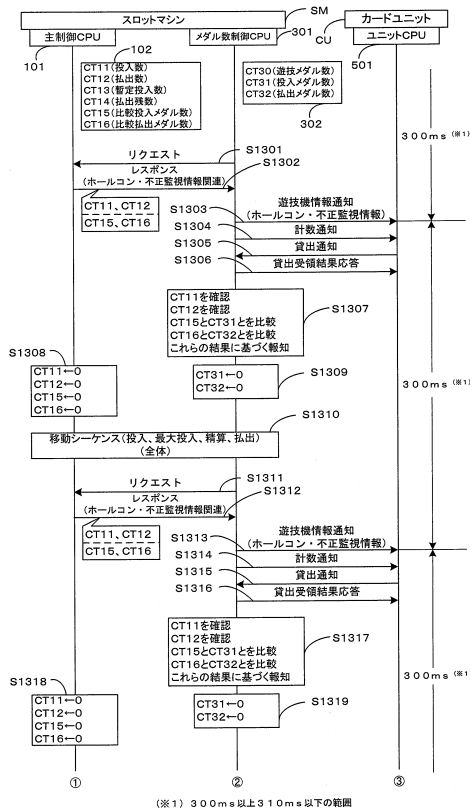 スロットマシン
SM
カードユニット
主制御CPU
メダル数制御CPU
301
CU
ユニットCPU
101
102
501
CT11(投入数)
CT12(払出数)
CT13(暫定投入数)
CT14(払出残数)
CT15(比較投入メダル数)
CT16(比較払出メダル数)
CT30(遊技メダル数)
CT31(投入メダル数)
CT32(払出メダル数)
302
300ms(※1)
リクエスト
S1301
レスポンス
S1302
(ホールコン・不正監視情報関連)
CT11、CT12
CT15、CT16
S1303
遊技機情報通知
(ホールコン・不正監視情報)
S1304
計数通知
S1305
貸出通知
S1306
貸出受領結果応答
CT11を確認
CT12を確認
CT15とCT31とを比較
CT16とCT32とを比較
これらの結果に基づく報知
S1307
S1308
CT11←0
CT12←0
CT15←0
CT16←0
CT31←0
CT32←0
S1309
300ms(※1)
S1310
移動シーケンス(投入、最大投入、精算、払出)
(全体)
リクエスト
S1311
レスポンス
S1312
(ホールコン・不正監視情報関連)
CT11、CT12
CT15、CT16
S1313
遊技機情報通知
(ホールコン・不正監視情報)
S1314
計数通知
S1315
貸出通知
S1316
貸出受領結果応答
CT11を確認
CT12を確認
CT15とCT31とを比較
CT16とCT32とを比較
これらの結果に基づく報知
S1317
300ms(※1)
S1318
CT11←0
CT12←0
CT15←0
CT16←0
CT31←0
CT32←0
S1319
①
②
③
(※1) 300ms以上310ms以下の範囲